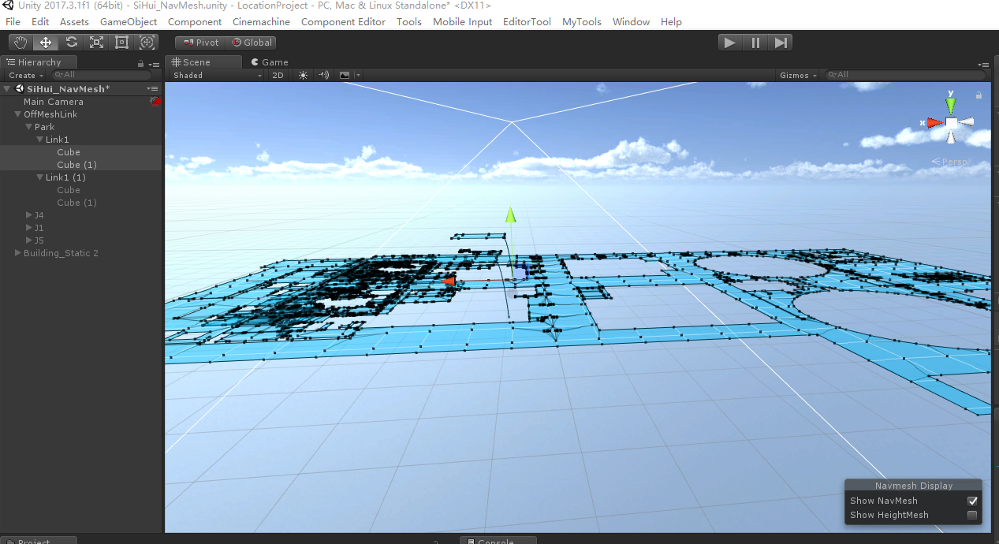 Unity 2017.3.1f1 (64bit) - SiHui_NavMesh.unity - LocationProject - PC, Mac & Linux Standalone* <DX11>
File Edit Assets GameObject Component Cinemachine Component Editor Tools Mobile Input EditorTool MyTools Window Help
Pivot Global
Hierarchy
Create All
SiHui_NavMesh*
Main Camera
OffMeshLink
Park
Link1
Cube
Cube (1)
Link1 (1)
Cube
Cube (1)
J4
J1
J5
Building_Static 2
Scene Game
Shaded 2D Gizmos All
y
x
Persp
Navmesh Display
Show NavMesh
Show HeightMesh
Project Console